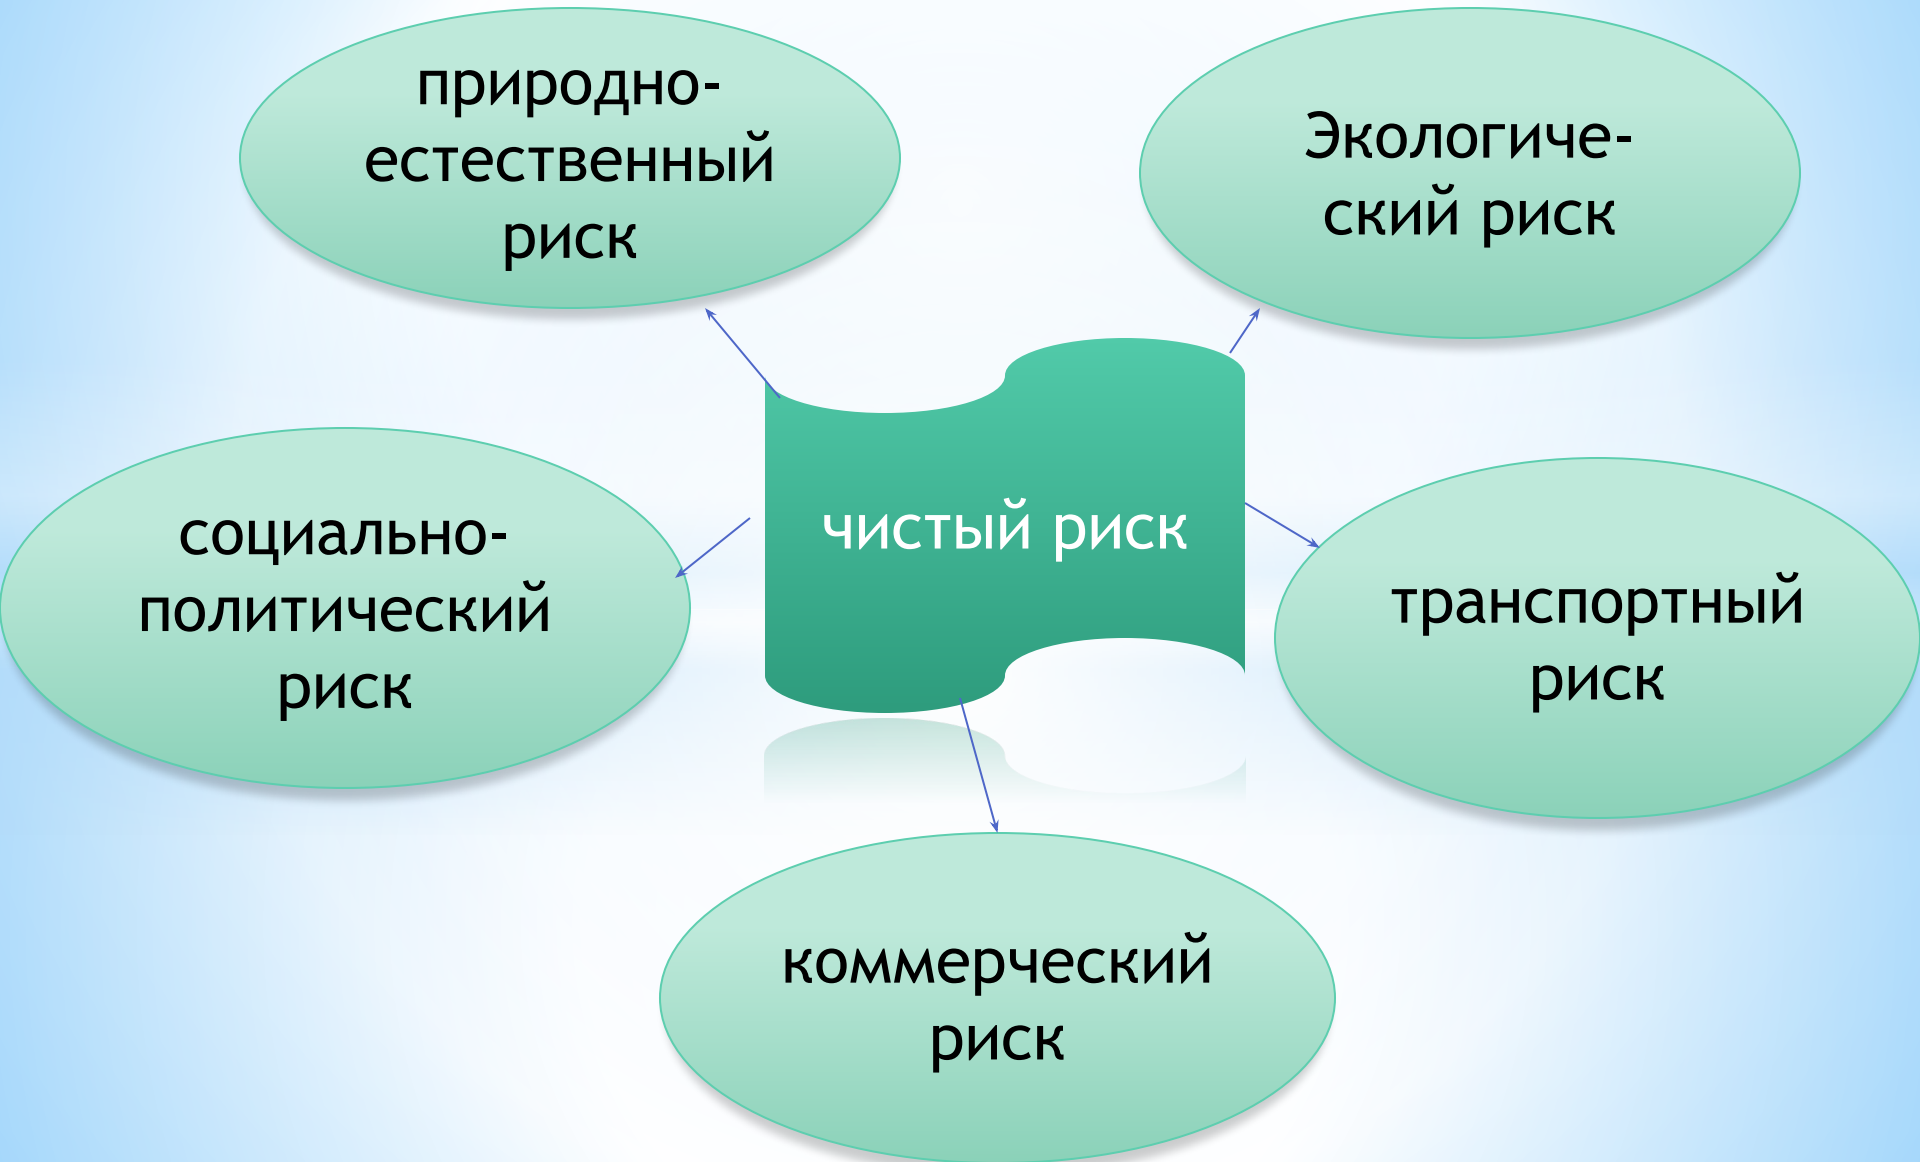 природно-
естественный
риск
Экологиче-
ский риск
чистый риск
социально-
политический
риск
транспортный
риск
коммерческий
риск